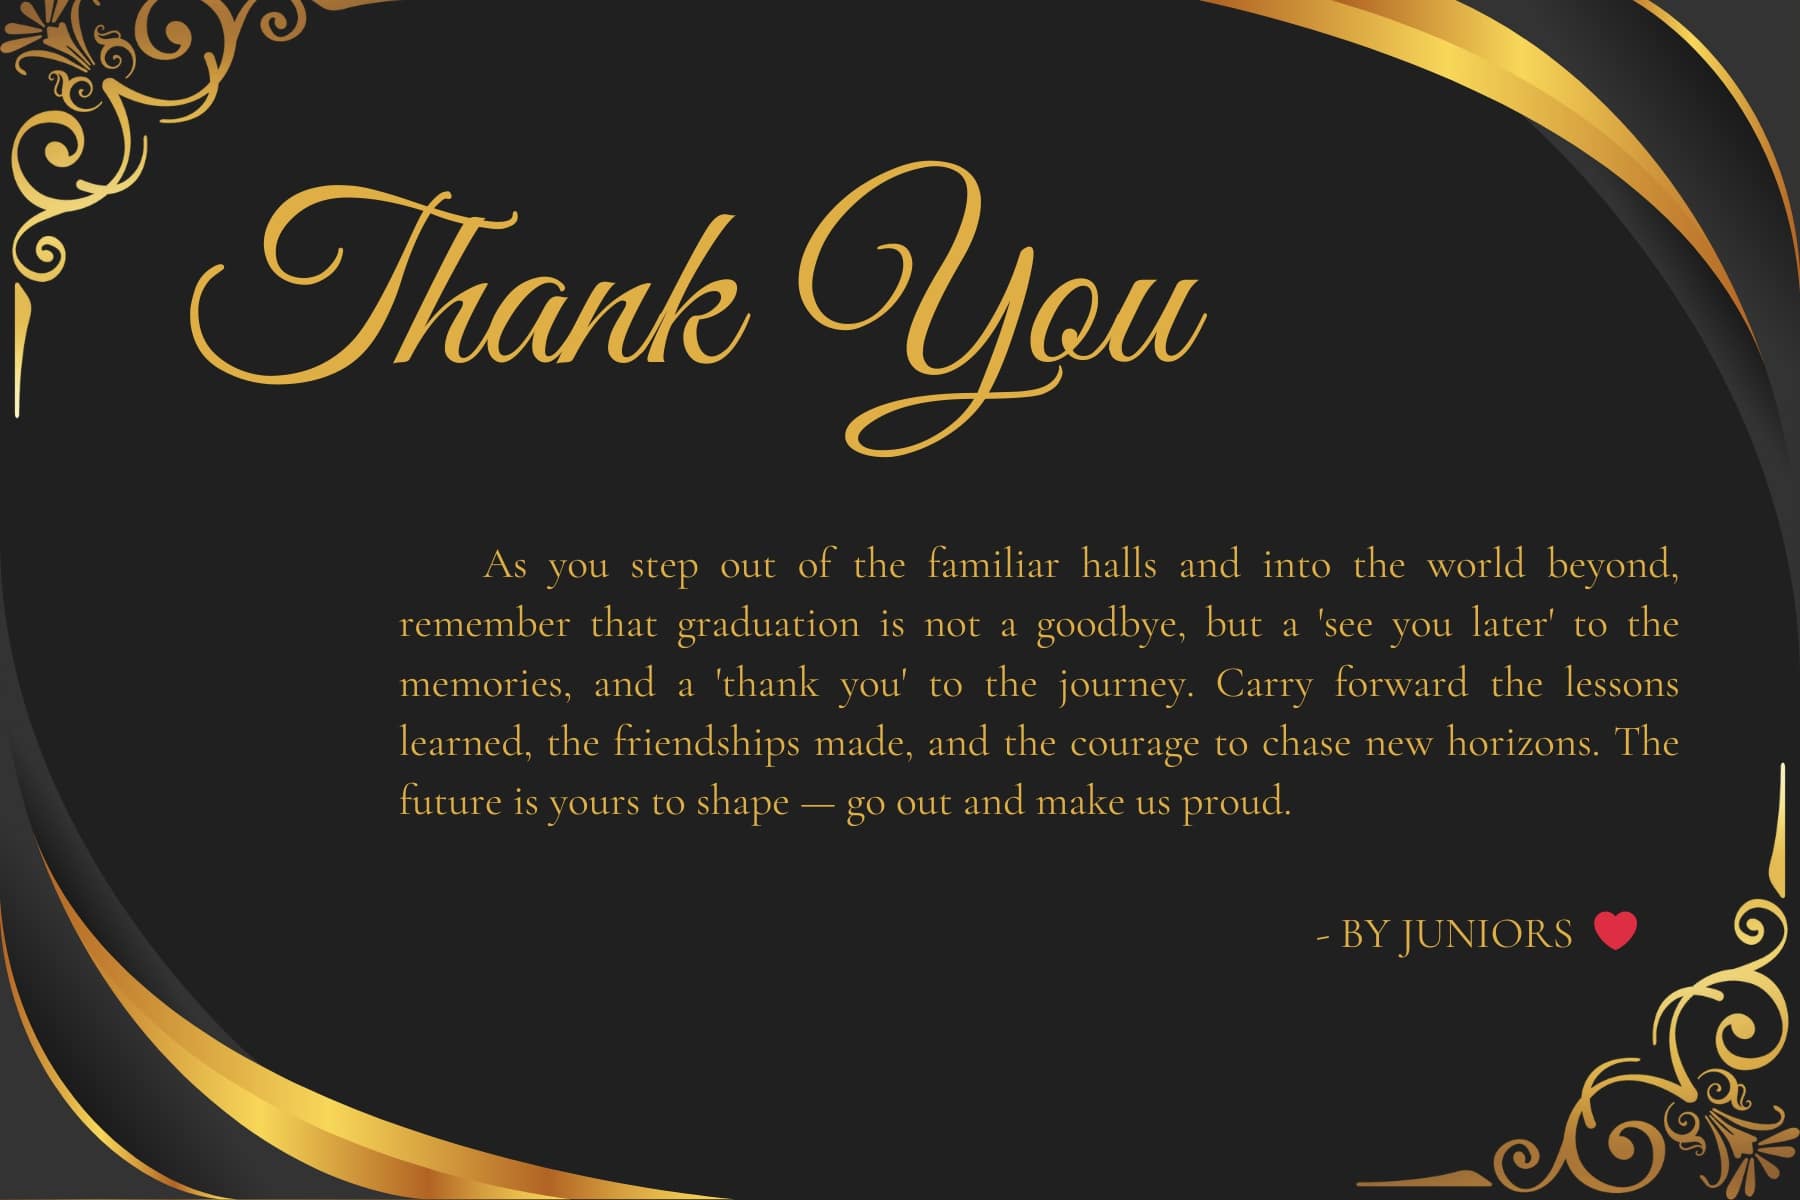 Thank You
As you step out of the familiar halls and into the world beyond,
remember that graduation is not a goodbye, but a 'see you later' to the
memories, and a 'thank you' to the journey. Carry forward the lessons
learned, the friendships made, and the courage to chase new horizons. The
future is yours to shape — go out and make us proud.
- BY JUNIORS ❤️